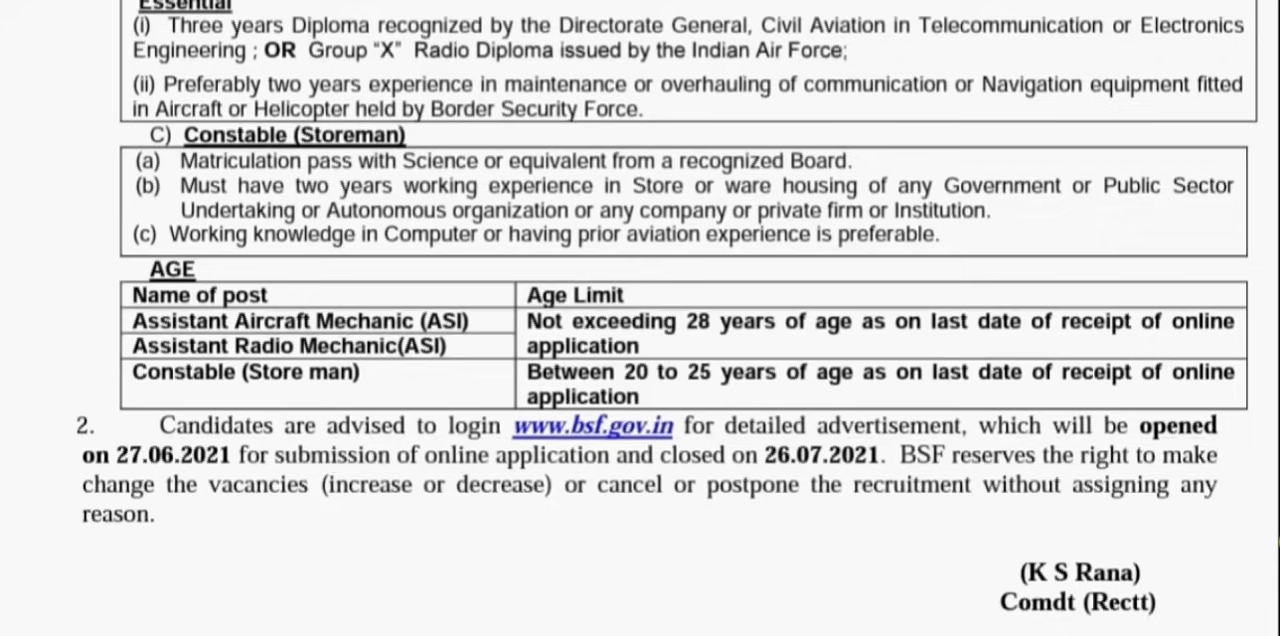 Essential
(i) Three years Diploma recognized by the Directorate General, Civil Aviation in Telecommunication or Electronics
Engineering ; OR Group "X" Radio Diploma issued by the Indian Air Force;
(ii) Preferably two years experience in maintenance or overhauling of communication or Navigation equipment fitted
in Aircraft or Helicopter held by Border Security Force.
C) Constable (Storeman)
(a) Matriculation pass with Science or equivalent from a recognized Board.
(b) Must have two years working experience in Store or ware housing of any Government or Public Sector
Undertaking or Autonomous organization or any company or private firm or Institution.
(c) Working knowledge in Computer or having prior aviation experience is preferable.
AGE
Name of post Age Limit
Assistant Aircraft Mechanic (ASI) Not exceeding 28 years of age as on last date of receipt of online
Assistant Radio Mechanic(ASI) application
Constable (Store man) Between 20 to 25 years of age as on last date of receipt of online
application
2. Candidates are advised to login www.bsf.gov.in for detailed advertisement, which will be opened
on 27.06.2021 for submission of online application and closed on 26.07.2021. BSF reserves the right to make
change the vacancies (increase or decrease) or cancel or postpone the recruitment without assigning any
reason.
(K S Rana)
Comdt (Rectt)